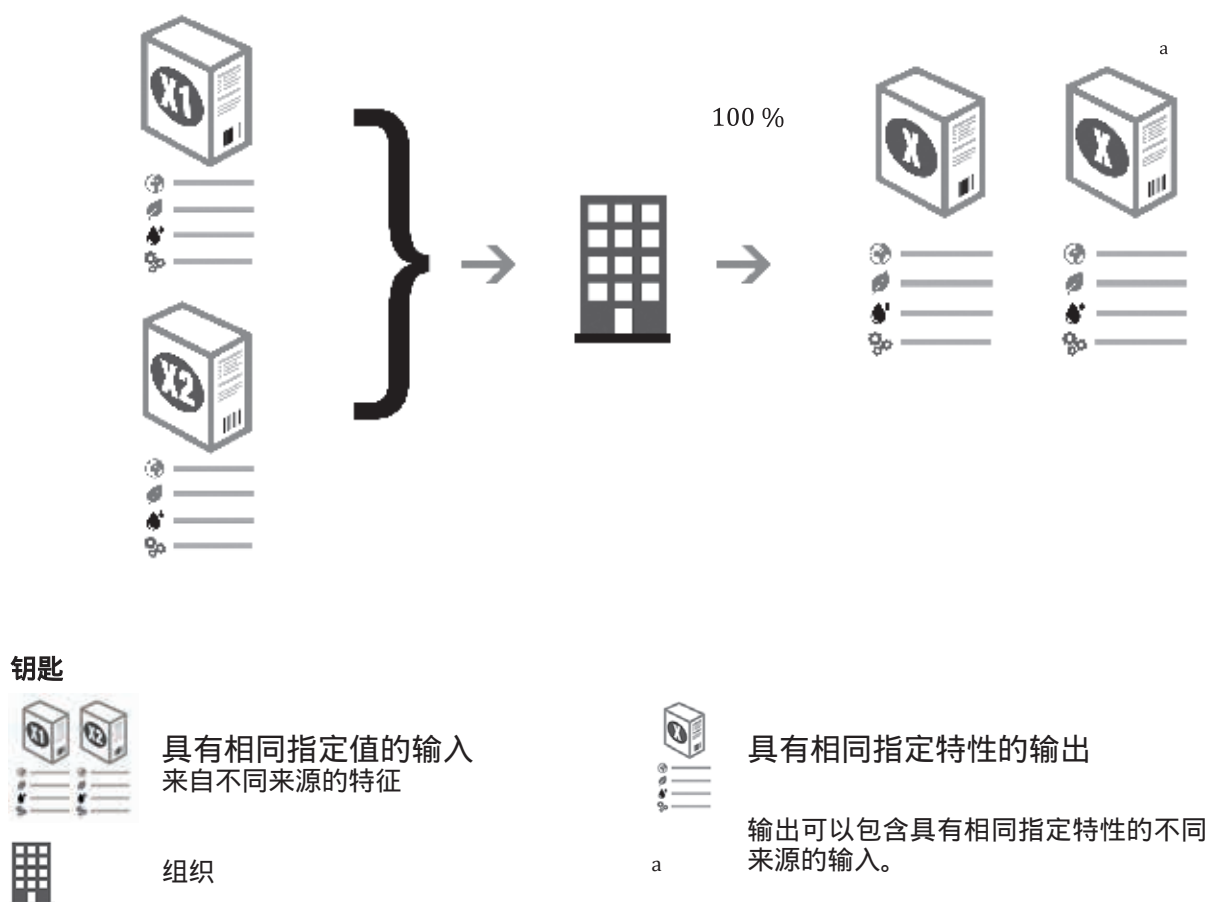 X1
a
100 %
X
X
X2
钥匙
X1 X2
具有相同指定值的输入
来自不同来源的特征
X
具有相同指定特性的输出
组织
a
输出可以包含具有相同指定特性的不同
来源的输入。